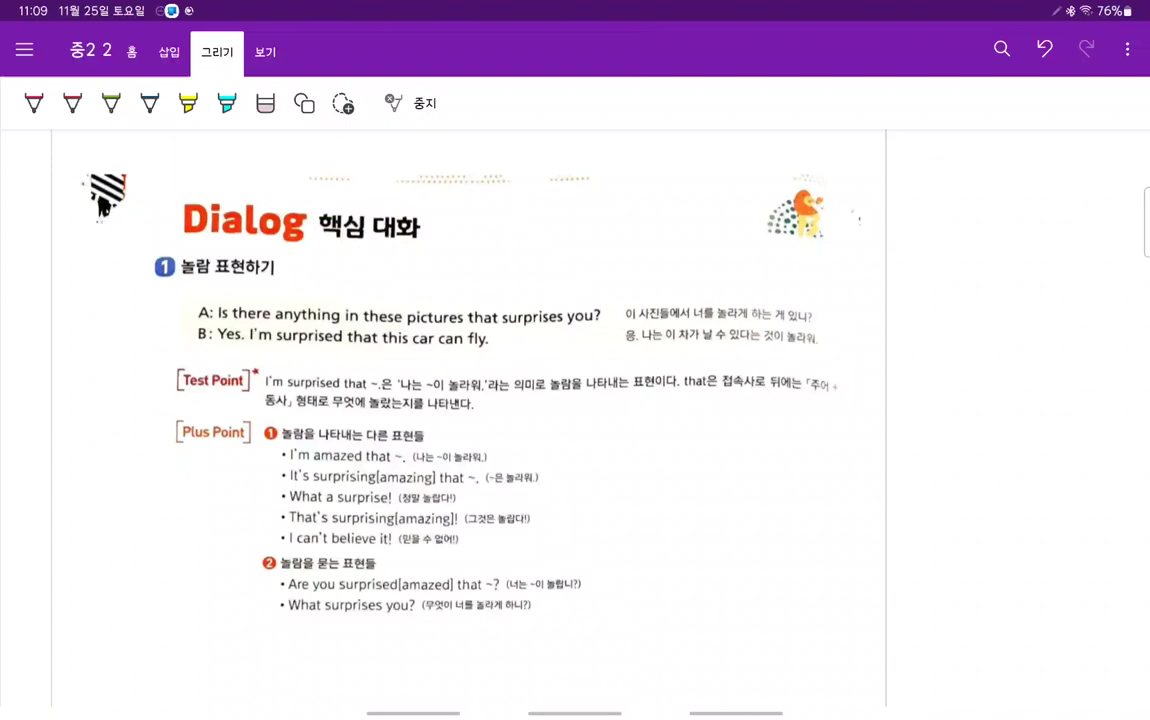 11:09 11월 25일 토요일
76%
중2 2 홈 삽입 그리기 보기
중지
Dialog 핵심 대화
1 놀람 표현하기
A: Is there anything in these pictures that surprises you? 이 사진들에서 너를 놀라게 하는 게 있니?
B: Yes. I'm surprised that this car can fly. 응. 나는 이 차가 날 수 있다는 것이 놀라워.
[Test Point]* I'm surprised that ~.은 '나는 ~이 놀라워.'라는 의미로 놀람을 나타내는 표현이다. that은 접속사로 뒤에는 「주어 +
동사」 형태로 무엇에 놀랐는지를 나타낸다.
[Plus Point] 1 놀람을 나타내는 다른 표현들
• I'm amazed that ~. (나는 ~이 놀라워.)
• It's surprising[amazing] that ~. (~은 놀라워.)
• What a surprise! (정말 놀랍다!)
• That's surprising[amazing]! (그것은 놀랍다!)
• I can't believe it! (믿을 수 없어!)
2 놀람을 묻는 표현들
• Are you surprised[amazed] that ~? (너는 ~이 놀랍니?)
• What surprises you? (무엇이 너를 놀라게 하니?)